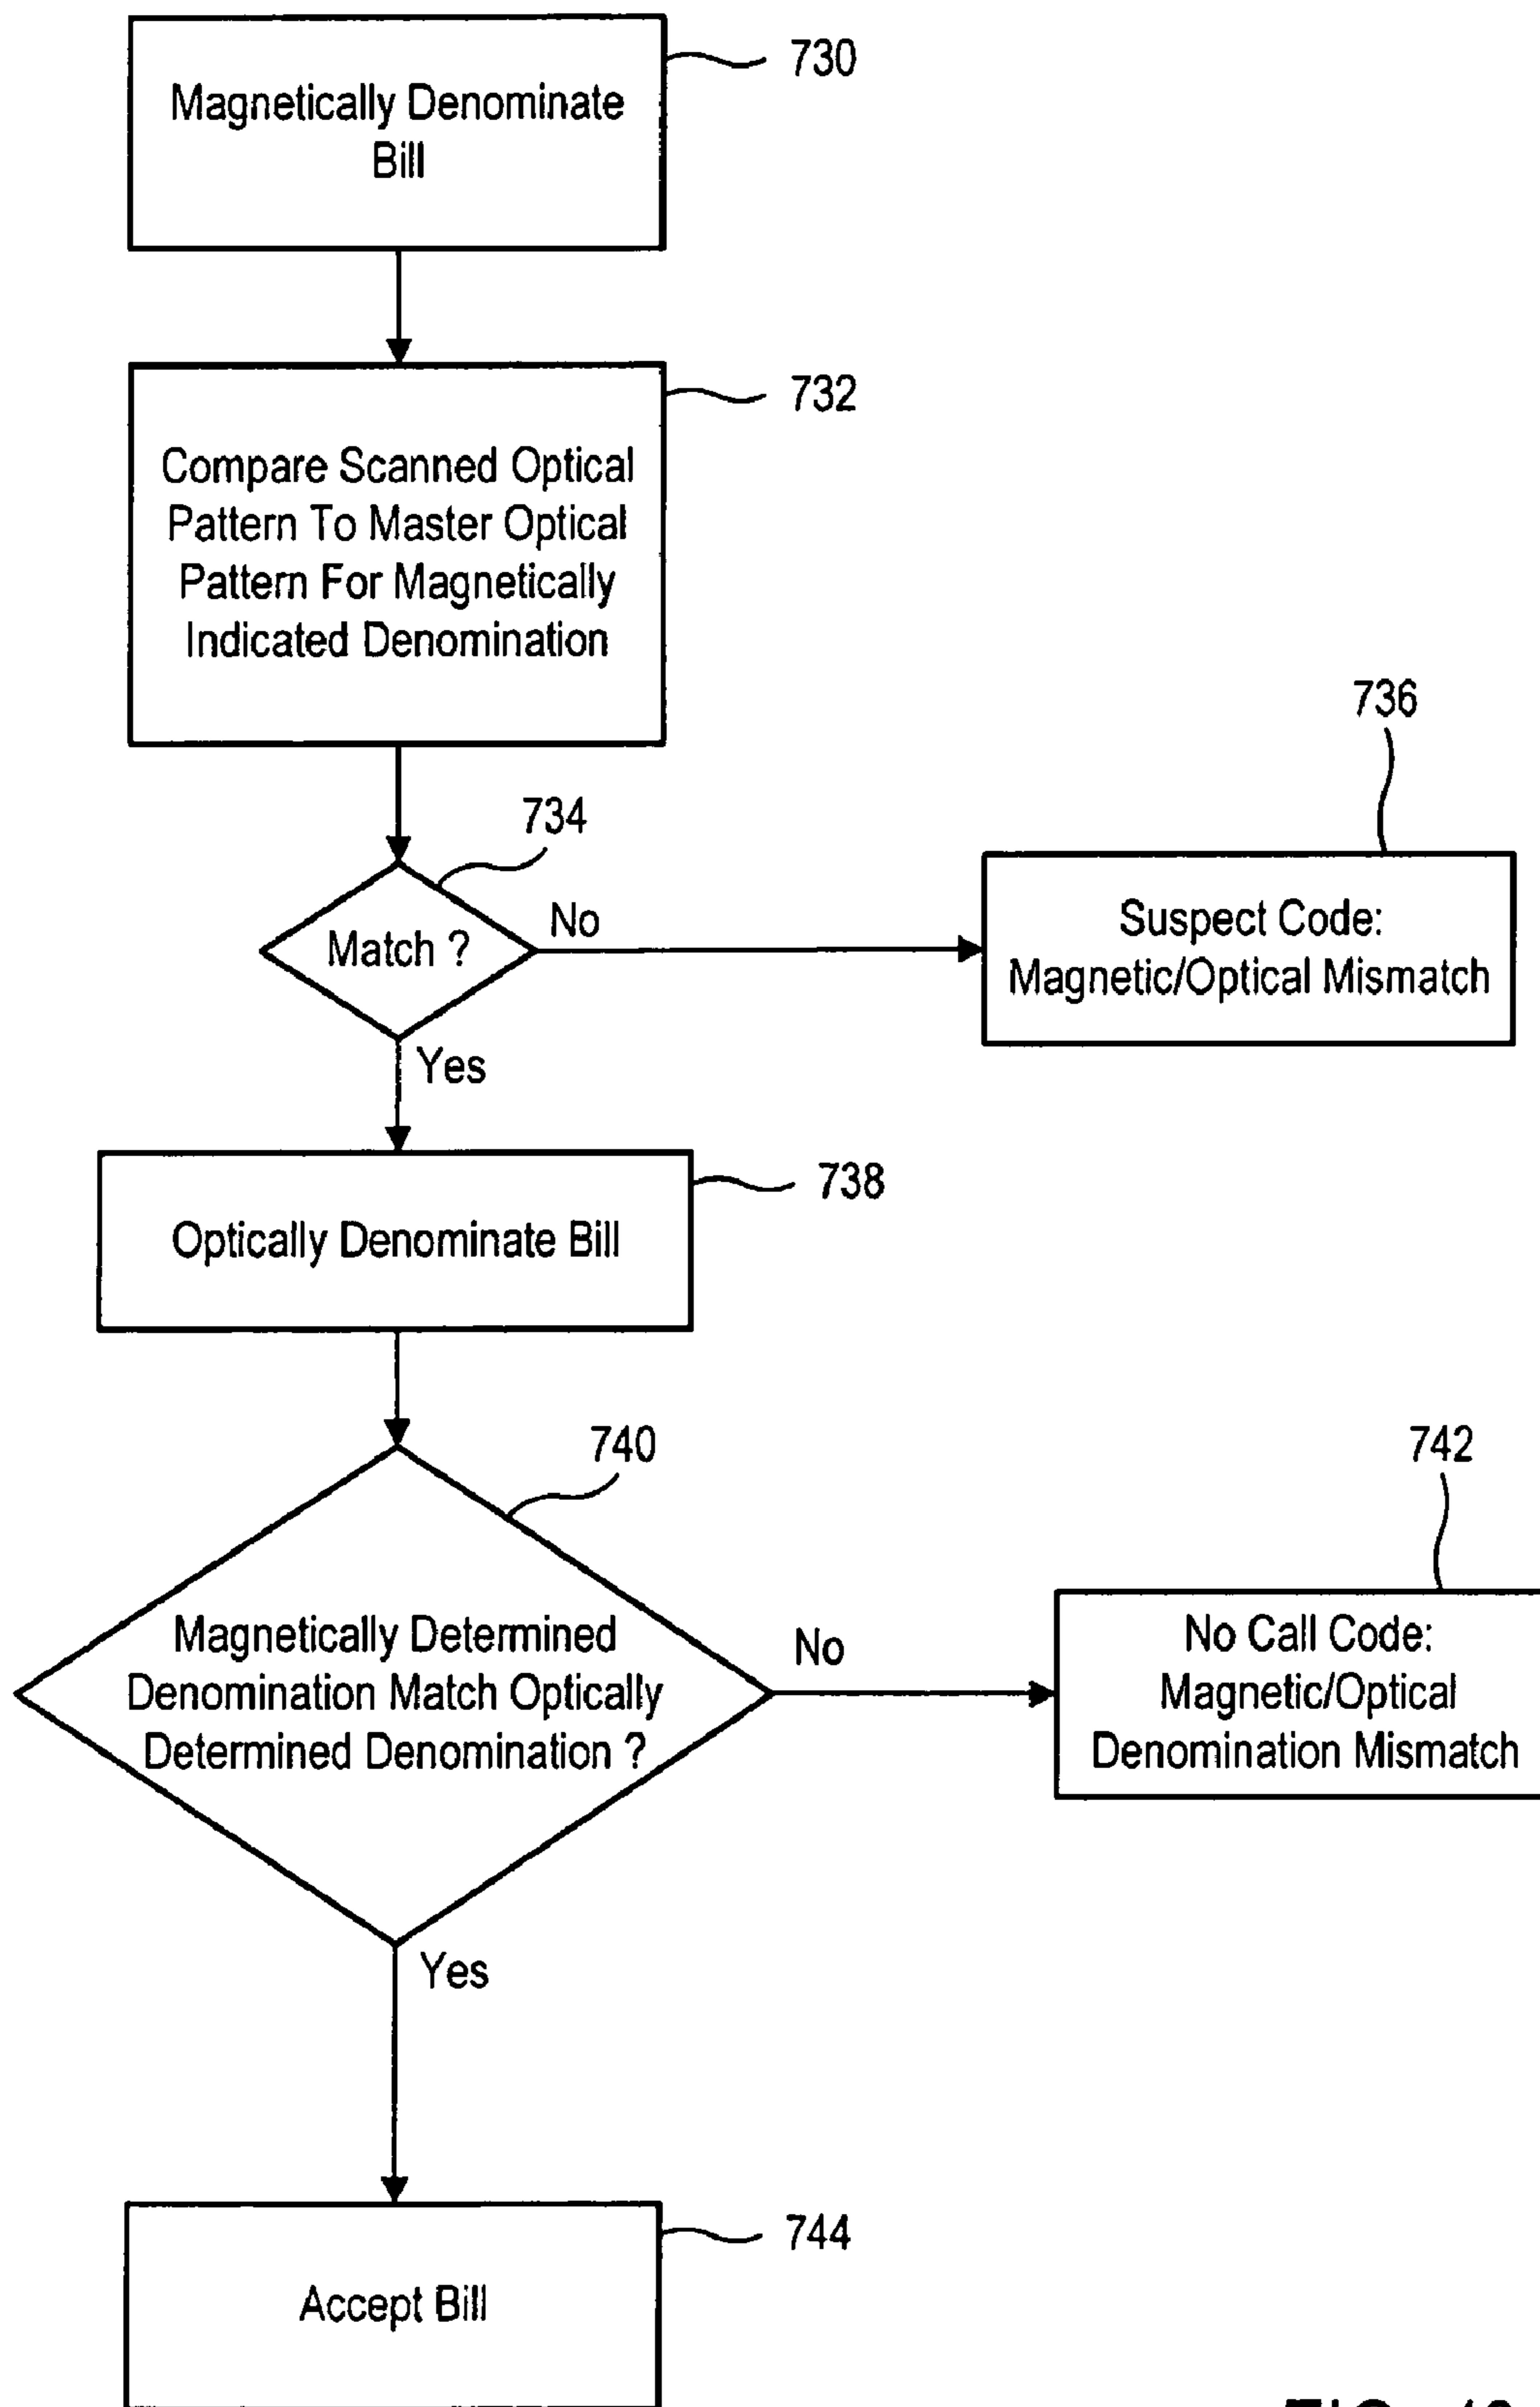 730
Magnetically Denominate
Bill
732
Compare Scanned Optical
Pattern To Master Optical
Pattern For Magnetically
Indicated Denomination
736
734
Match ?
No
Suspect Code:
Magnetic/Optical Mismatch
Yes
738
Optically Denominate Bill
740
742
Magnetically Determined
Denomination Match Optically
Determined Denomination ?
No
No Call Code:
Magnetic/Optical
Denomination Mismatch
Yes
744
Accept Bill